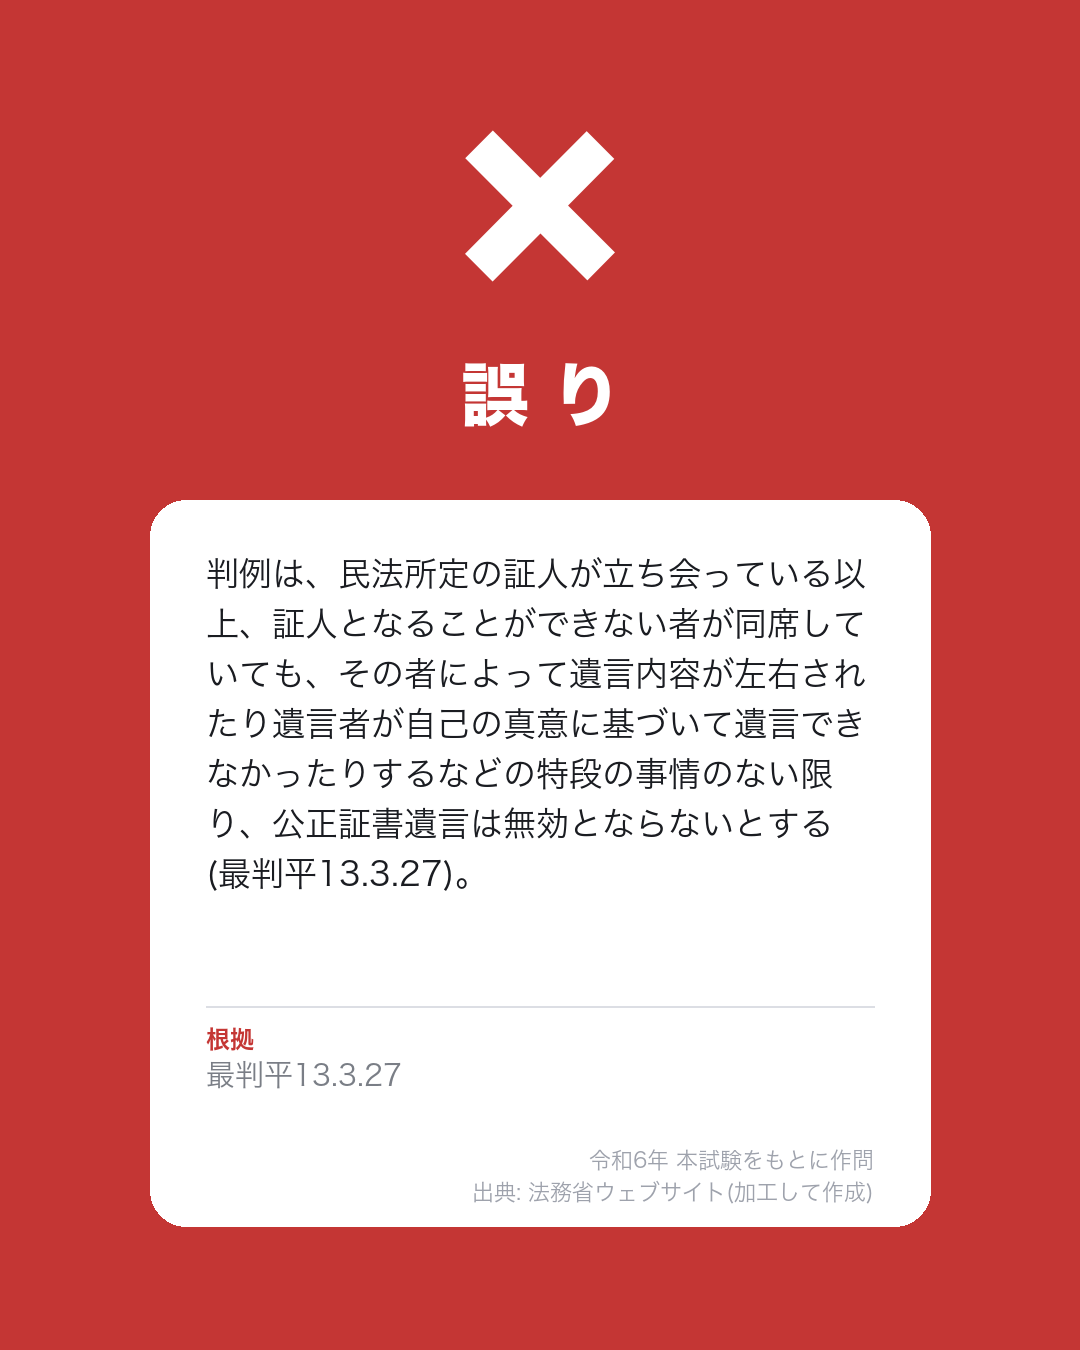 誤り
判例は、民法所定の証人が立ち会っている以
上、証人となることができない者が同席して
いても、その者によって遺言内容が左右され
たり遺言者が自己の真意に基づいて遺言でき
なかったりするなどの特段の事情のない限
り、公正証書遺言は無効とならないとする
(最判平13.3.27)。
根拠
最判平13.3.27
令和6年 本試験をもとに作問
出典: 法務省ウェブサイト(加工して作成)